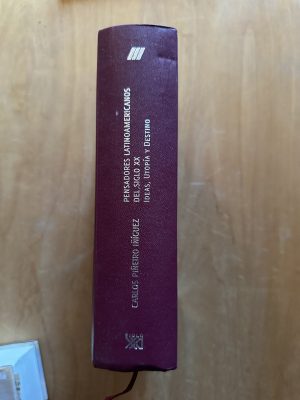 PENSADORES LATINOAMERICANOS
DEL SIGLO XX
IDEAS, UTOPÍA Y DESTINO
CARLOS PIÑEIRO IÑÍGUEZ